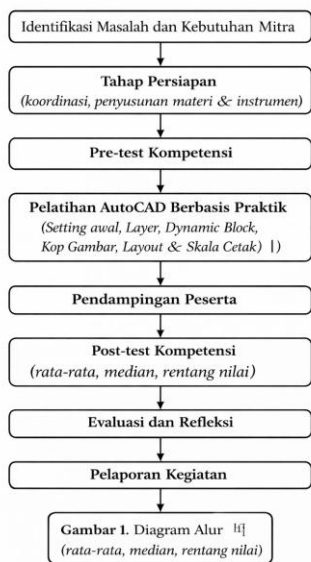 Identifikasi Masalah dan Kebutuhan Mitra
Tahap Persiapan
(koordinasi, penyusunan materi & instrumen)
Pre-test Kompetensi
Pelatihan AutoCAD Berbasis Praktik
(Setting awal, Layer, Dynamic Block,
Kop Gambar, Layout & Skala Cetak)
Pendampingan Peserta
Post-test Kompetensi
(rata-rata, median, rentang nilai)
Evaluasi dan Refleksi
Pelaporan Kegiatan
Gambar 1. Diagram Alur
(rata-rata, median, rentang nilai)